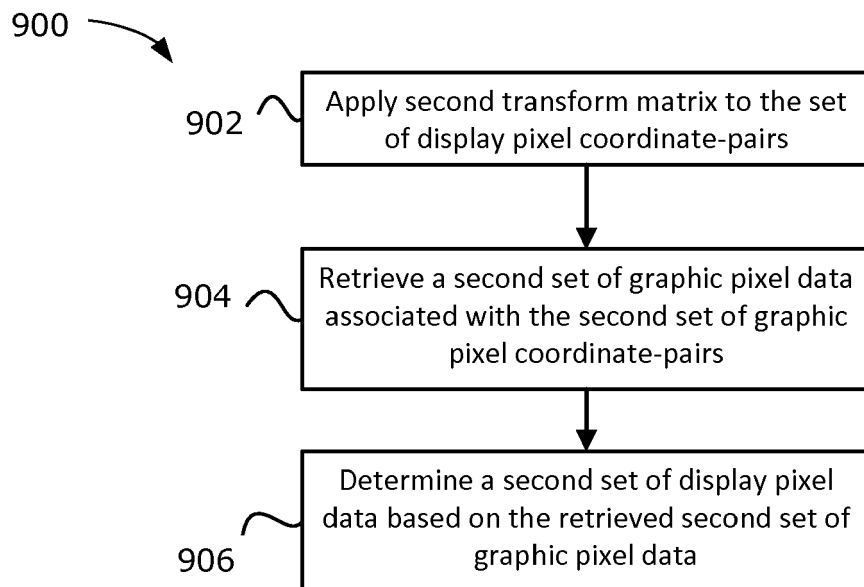 900
902
Apply second transform matrix to the set
of display pixel coordinate-pairs
904
Retrieve a second set of graphic pixel data
associated with the second set of graphic
pixel coordinate-pairs
906
Determine a second set of display pixel
data based on the retrieved second set of
graphic pixel data